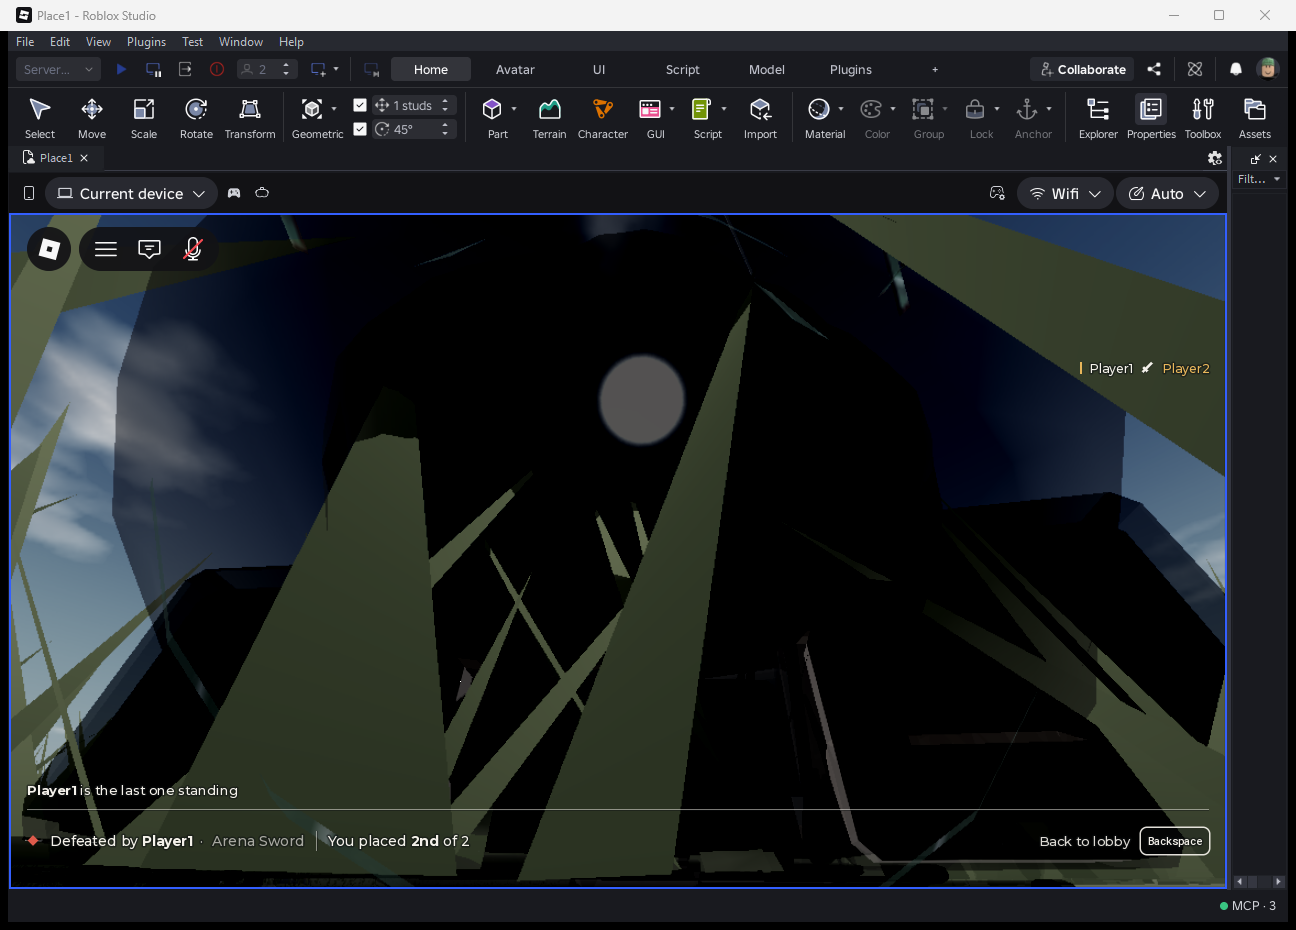 Place1 - Roblox Studio
File Edit View Plugins Test Window Help
Server... 2 Home Avatar UI Script Model Plugins + Collaborate
1 studs
45°
Select Move Scale Rotate Transform Geometric Part Terrain Character GUI Script Import Material Color Group Lock Anchor Explorer Properties Toolbox Assets
Place1
Filt...
Current device Wifi Auto
Player1 Player2
Player1 is the last one standing
Defeated by Player1 · Arena Sword You placed 2nd of 2 Back to lobby Backspace
MCP · 3